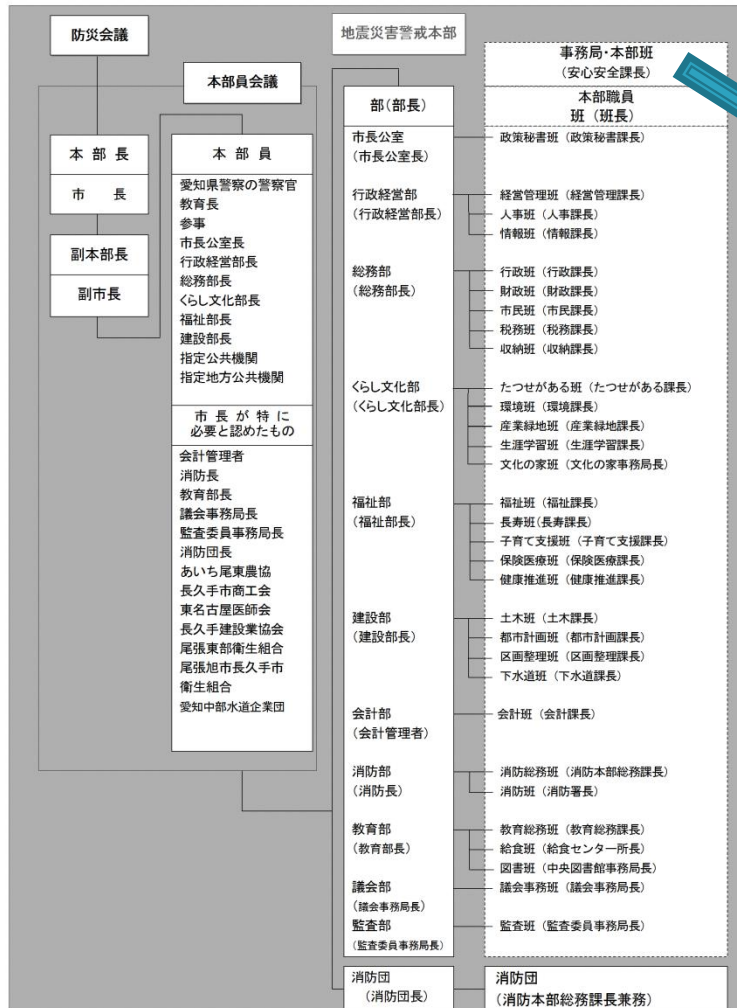 防災会議
地震災害警戒本部
本部員会議
本部長
市長
副本部長
副市長
本部員
愛知県警察の警察官
教育長
参事
市長公室長
行政経営部長
総務部長
くらし文化部長
福祉部長
建設部長
指定公共機関
指定地方公共機関
市長が特に
必要と認めたもの
会計管理者
消防長
教育部長
議会事務局長
監査委員事務局長
消防団長
あいち尾東農協
長久手市商工会
東名古屋医師会
長久手建設業協会
尾張東部衛生組合
尾張旭市長久手市
衛生組合
愛知中部水道企業団
事務局・本部班
(安心安全課長)
部(部長)
本部職員
班(班長)
市長公室
(市長公室長)
政策秘書班(政策秘書課長)
行政経営部
(行政経営部長)
経営管理班(経営管理課長)
人事班(人事課長)
情報班(情報課長)
総務部
(総務部長)
行政班(行政課長)
財政班(財政課長)
市民班(市民課長)
税務班(税務課長)
収納班(収納課長)
くらし文化部
(くらし文化部長)
たつせがある班(たつせがある課長)
環境班(環境課長)
産業緑地班(産業緑地課長)
生涯学習班(生涯学習課長)
文化の家班(文化の家事務局長)
福祉部
(福祉部長)
福祉班(福祉課長)
長寿班(長寿課長)
子育て支援班(子育て支援課長)
保険医療班(保険医療課長)
健康推進班(健康推進課長)
建設部
(建設部長)
土木班(土木課長)
都市計画班(都市計画課長)
区画整理班(区画整理課長)
下水道班(下水道課長)
会計部
(会計管理者)
会計班(会計課長)
消防部
(消防長)
消防総務班(消防本部総務課長)
消防班(消防署長)
教育部
(教育部長)
教育総務班(教育総務課長)
給食班(給食センター所長)
図書班(中央図書館事務局長)
議会部
(議会事務局長)
議会事務班(議会事務局長)
監査部
(監査委員事務局長)
監査班(監査委員事務局長)
消防団
(消防団長)
消防団
(消防本部総務課長兼務)